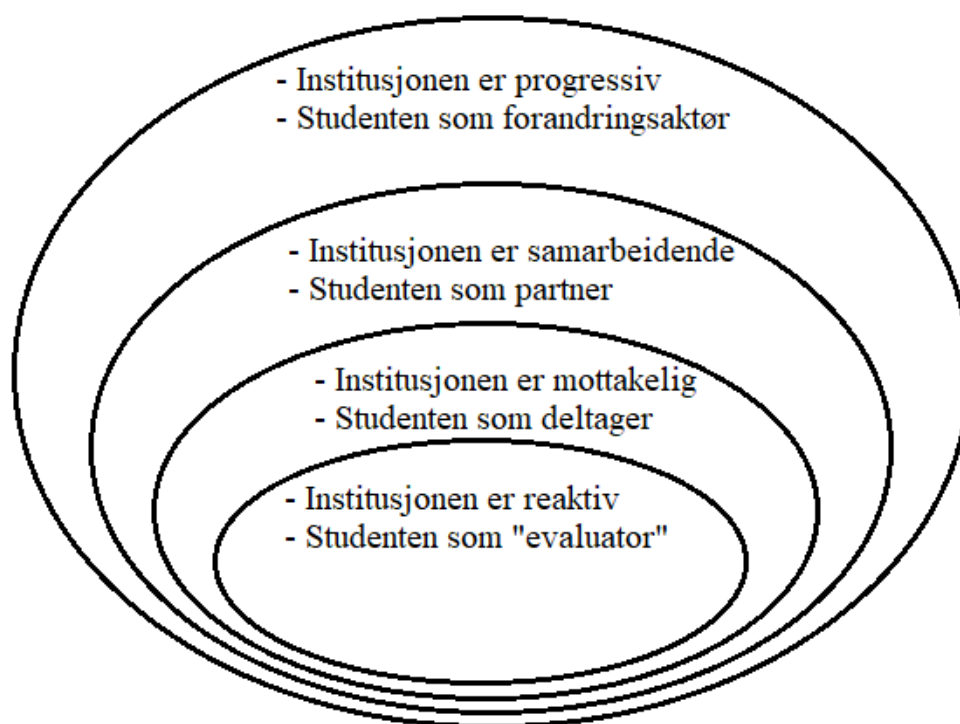 - Institusjonen er progressiv
- Studenten som forandringsaktør
- Institusjonen er samarbeidende
- Studenten som partner
- Institusjonen er mottakelig
- Studenten som deltager
- Institusjonen er reaktiv
- Studenten som "evaluator"